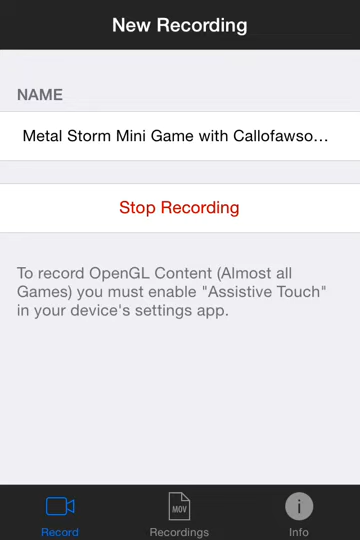 New Recording
NAME
Metal Storm Mini Game with Callofawso...
Stop Recording
To record OpenGL Content (Almost all
Games) you must enable "Assistive Touch"
in your device's settings app.
MOV
Record
Recordings
Info